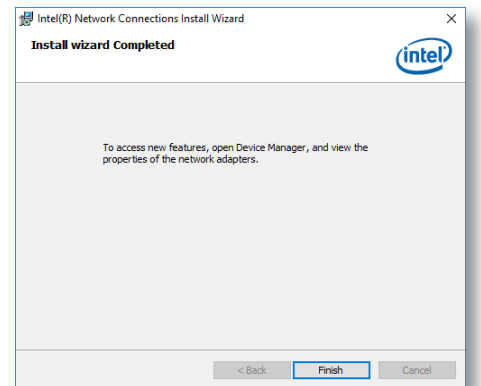 Intel(R) Network Connections Install Wizard
Install wizard Completed
intel
To access new features, open Device Manager, and view the
properties of the network adapters.
< Back
Finish
Cancel